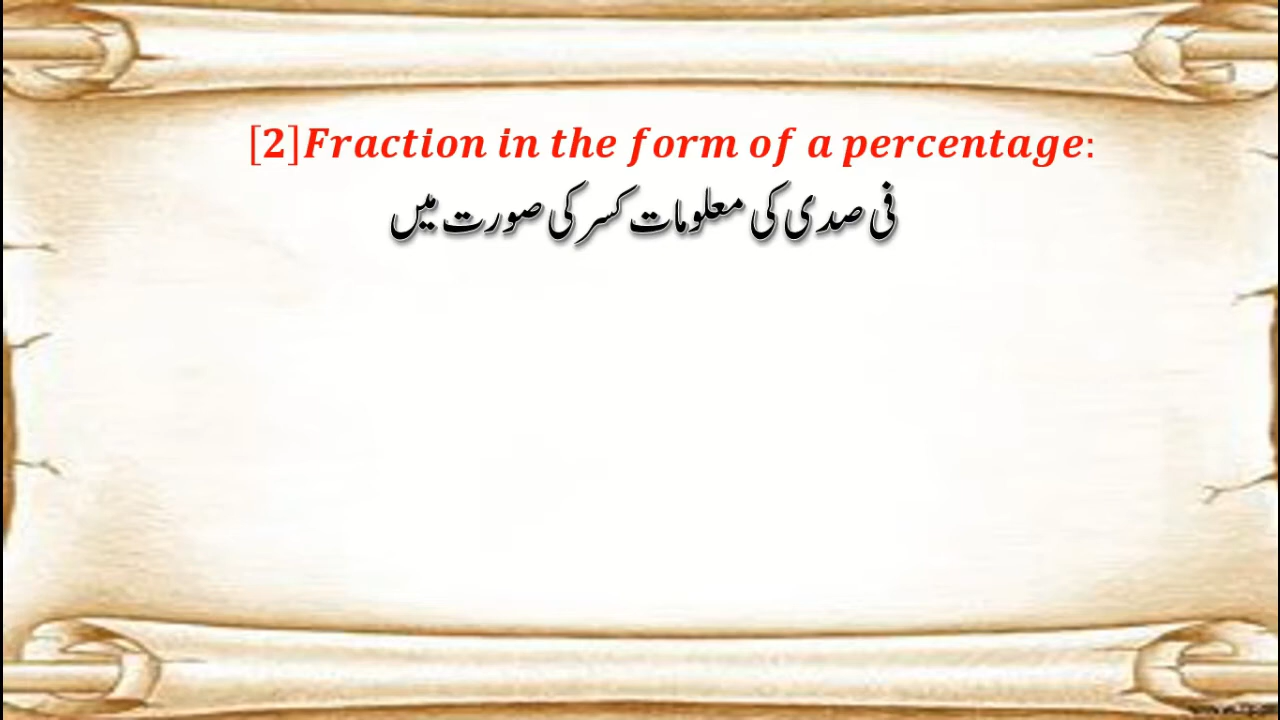 [2]Fraction in the form of a percentage:
فی صدی کی معلومات کسر کی صورت میں